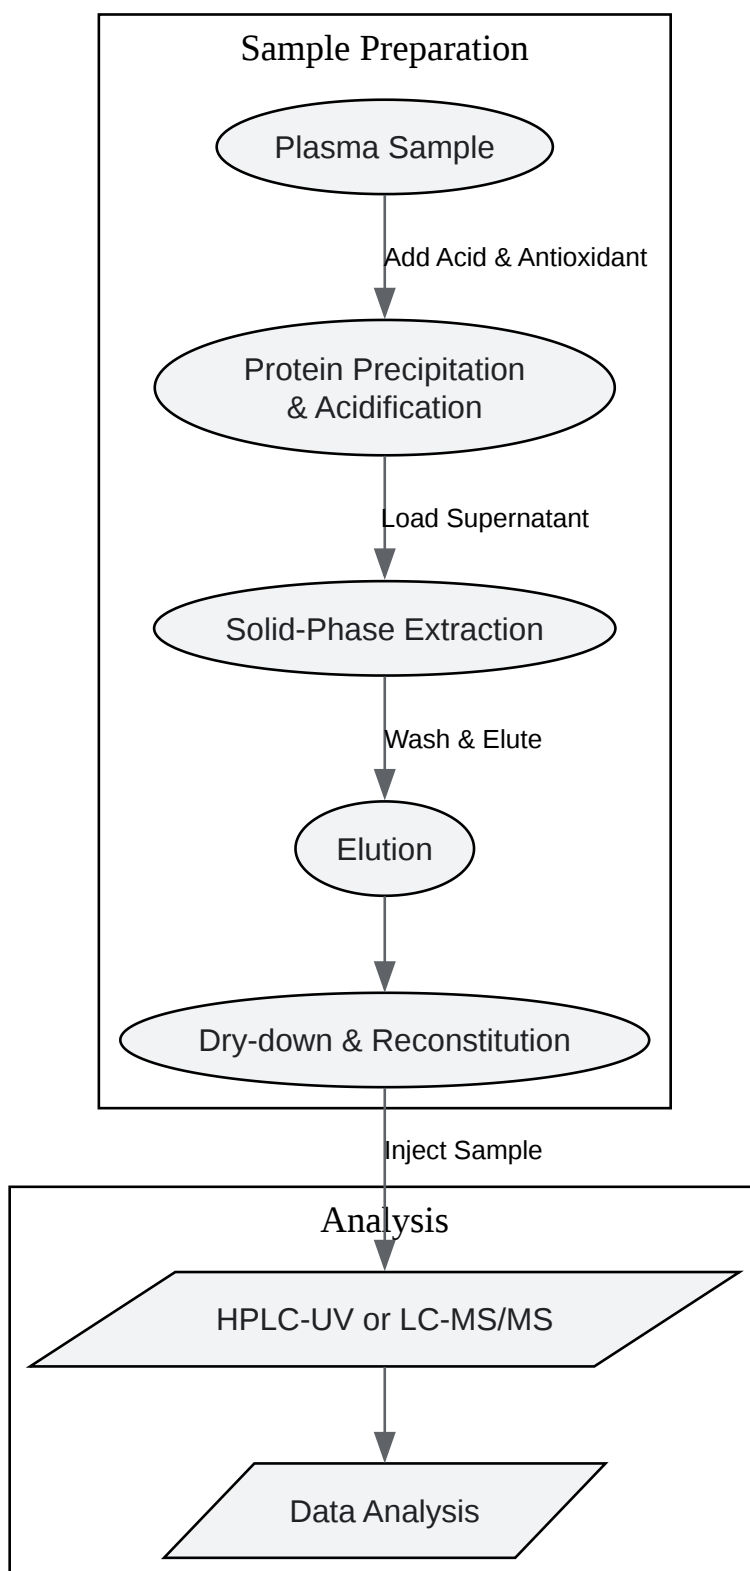 Sample Preparation
Plasma Sample
Add Acid & Antioxidant
Protein Precipitation
& Acidification
Load Supernatant
Solid-Phase Extraction
Wash & Elute
Elution
Dry-down & Reconstitution
Inject Sample
Analysis
HPLC-UV or LC-MS/MS
Data Analysis